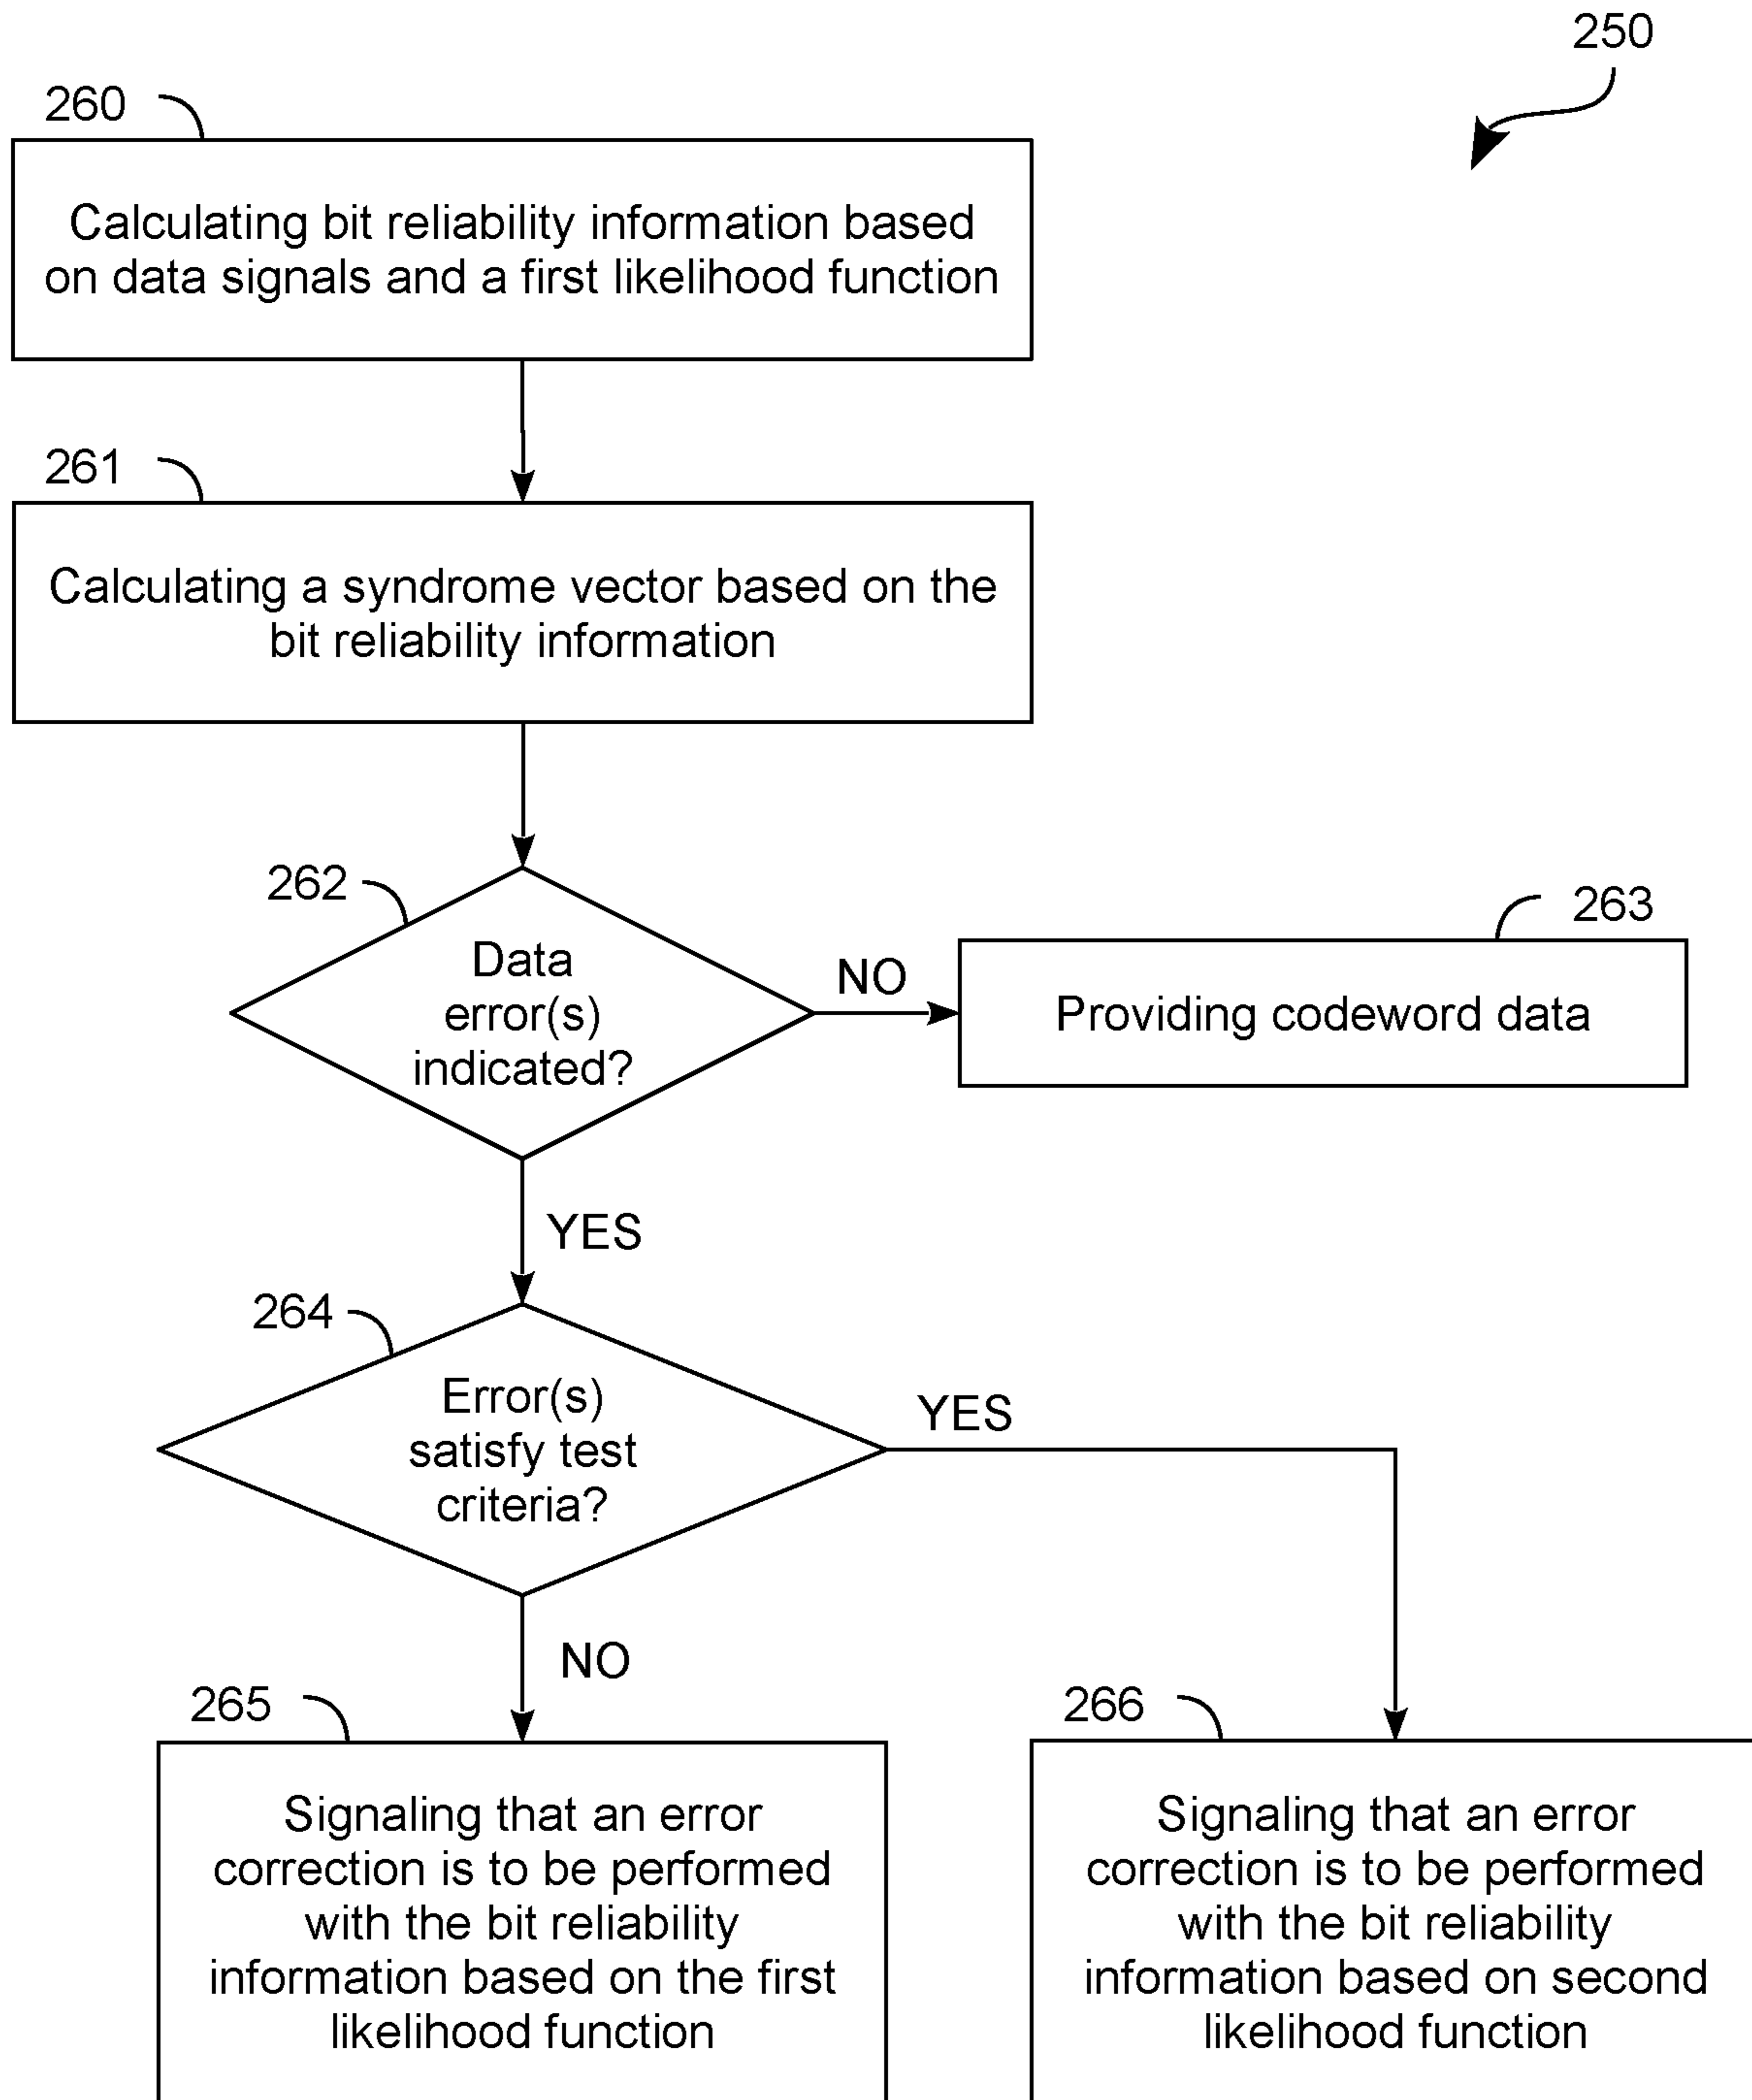 250
260
Calculating bit reliability information based
on data signals and a first likelihood function
261
Calculating a syndrome vector based on the
bit reliability information
262
Data
error(s)
indicated?
NO
263
Providing codeword data
YES
264
Error(s)
satisfy test
criteria?
YES
NO
265
Signaling that an error
correction is to be performed
with the bit reliability
information based on the first
likelihood function
266
Signaling that an error
correction is to be performed
with the bit reliability
information based on second
likelihood function